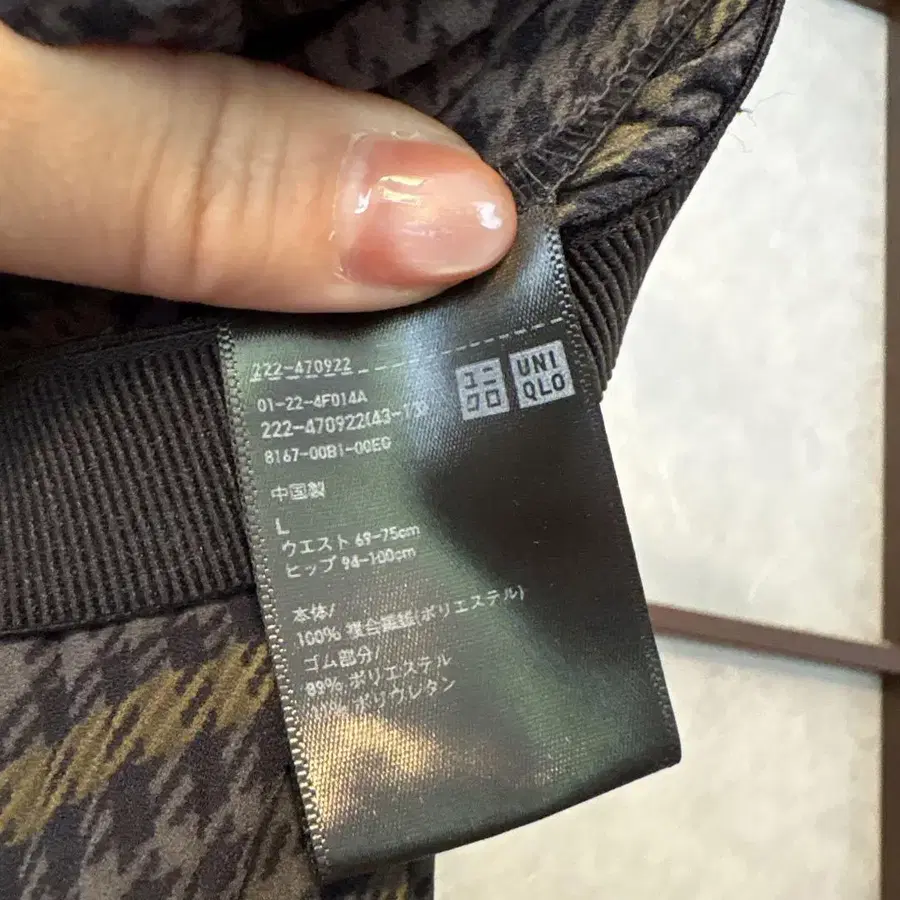 222-470922
01-22-4F014A
222-470922(43-13)
8167-00B1-00EG
ユニ
クロ
UNI
QLO
中国製
L
ウエスト 69-75cm
ヒップ 94-100cm
本体/
100% 複合繊維(ポリエステル)
ゴム部分/
89% ポリエステル
ポリウレタン